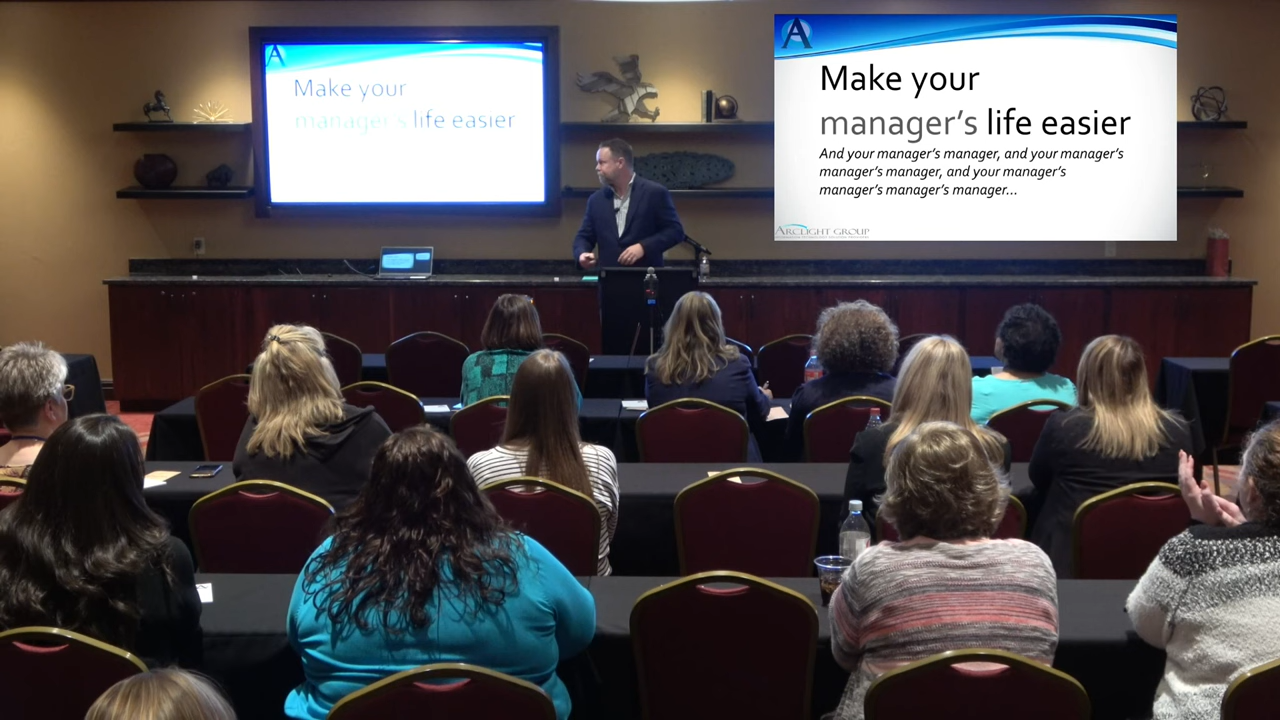 Make your
manager's life easier
A
Make your
manager's life easier
And your manager's manager, and your manager's
manager's manager, and your manager's
manager's manager's manager...
ARCLIGHT GROUP